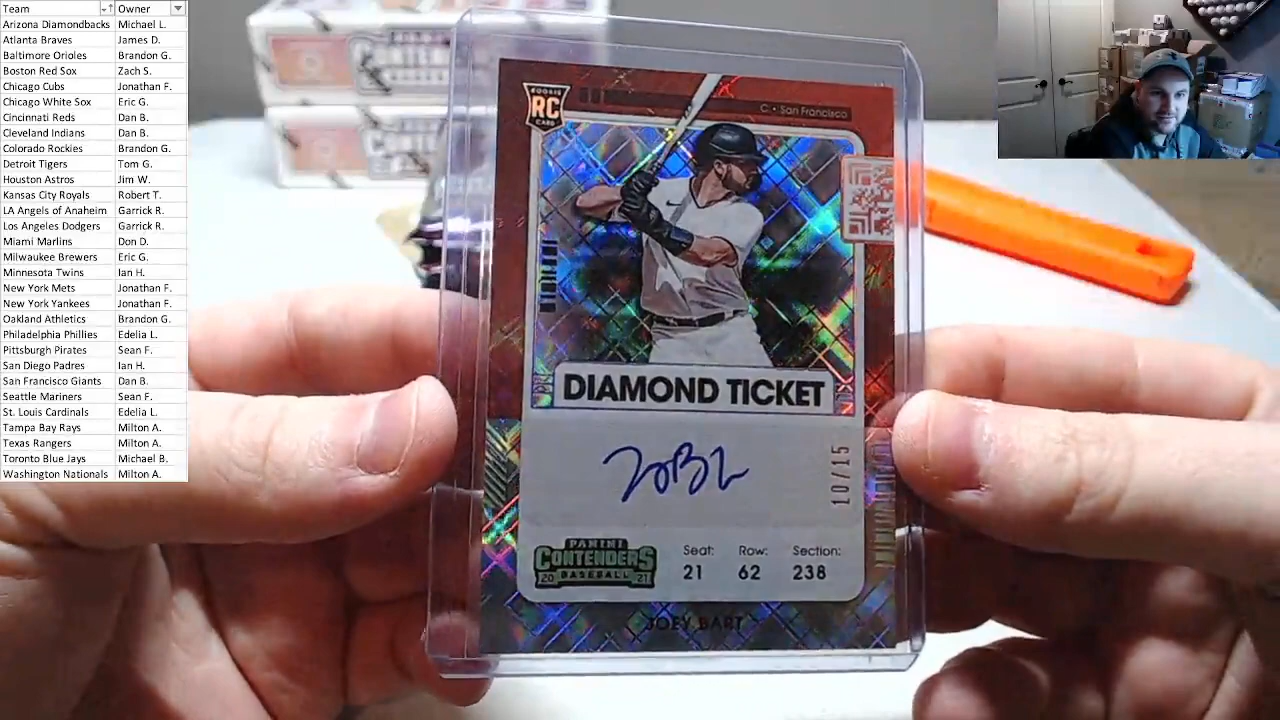 Team Owner
Arizona Diamondbacks Michael L.
Atlanta Braves James D.
Baltimore Orioles Brandon G.
Boston Red Sox Zach S.
Chicago Cubs Jonathan F.
Chicago White Sox Eric G.
Cincinnati Reds Dan B.
Cleveland Indians Dan B.
Colorado Rockies Brandon G.
Detroit Tigers Tom G.
Houston Astros Jim W.
Kansas City Royals Robert T.
LA Angels of Anaheim Garrick R.
Los Angeles Dodgers Garrick R.
Miami Marlins Don D.
Milwaukee Brewers Eric G.
Minnesota Twins Ian H.
New York Mets Jonathan F.
New York Yankees Jonathan F.
Oakland Athletics Brandon G.
Philadelphia Phillies Edelia L.
Pittsburgh Pirates Sean F.
San Diego Padres Ian H.
San Francisco Giants Dan B.
Seattle Mariners Sean F.
St. Louis Cardinals Edelia L.
Tampa Bay Rays Milton A.
Texas Rangers Milton A.
Toronto Blue Jays Michael B.
Washington Nationals Milton A.
ROOKIE
RC
CARD
C • San Francisco
DIAMOND TICKET
10/15
PANINI
CONTENDERS
20 BASEBALL 21
Seat: Row: Section:
21 62 238
JOEY BART